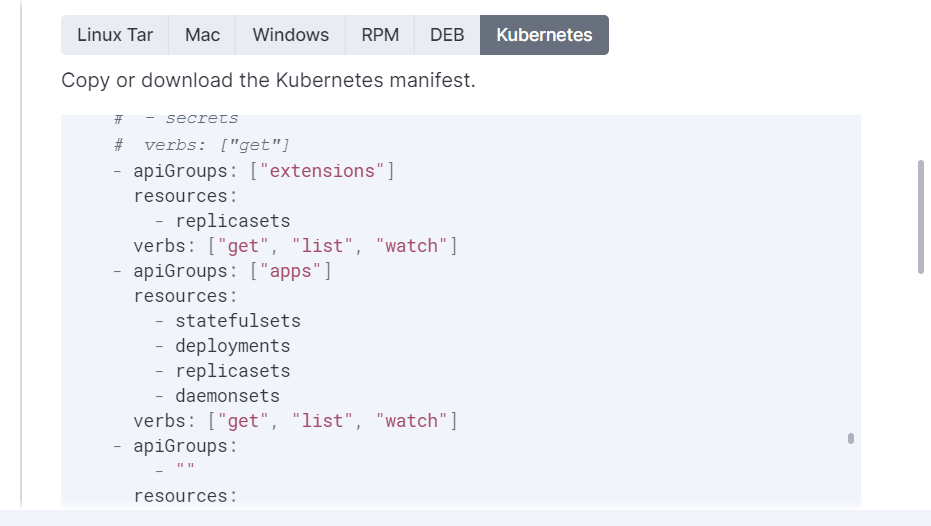 Linux Tar Mac Windows RPM DEB Kubernetes
Copy or download the Kubernetes manifest.
#  - secrets
#  verbs: ["get"]
- apiGroups: ["extensions"]
  resources:
    - replicasets
  verbs: ["get", "list", "watch"]
- apiGroups: ["apps"]
  resources:
    - statefulsets
    - deployments
    - replicasets
    - daemonsets
  verbs: ["get", "list", "watch"]
- apiGroups:
    - ""
  resources: